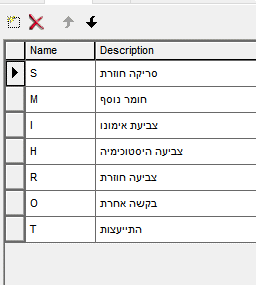 Name Description
S סריקה חוזרת
M חומר נוסף
I צביעת אימונו
H צביעה היסטוכימיה
R צביעה חוזרת
O בקשה אחרת
T התייעצות